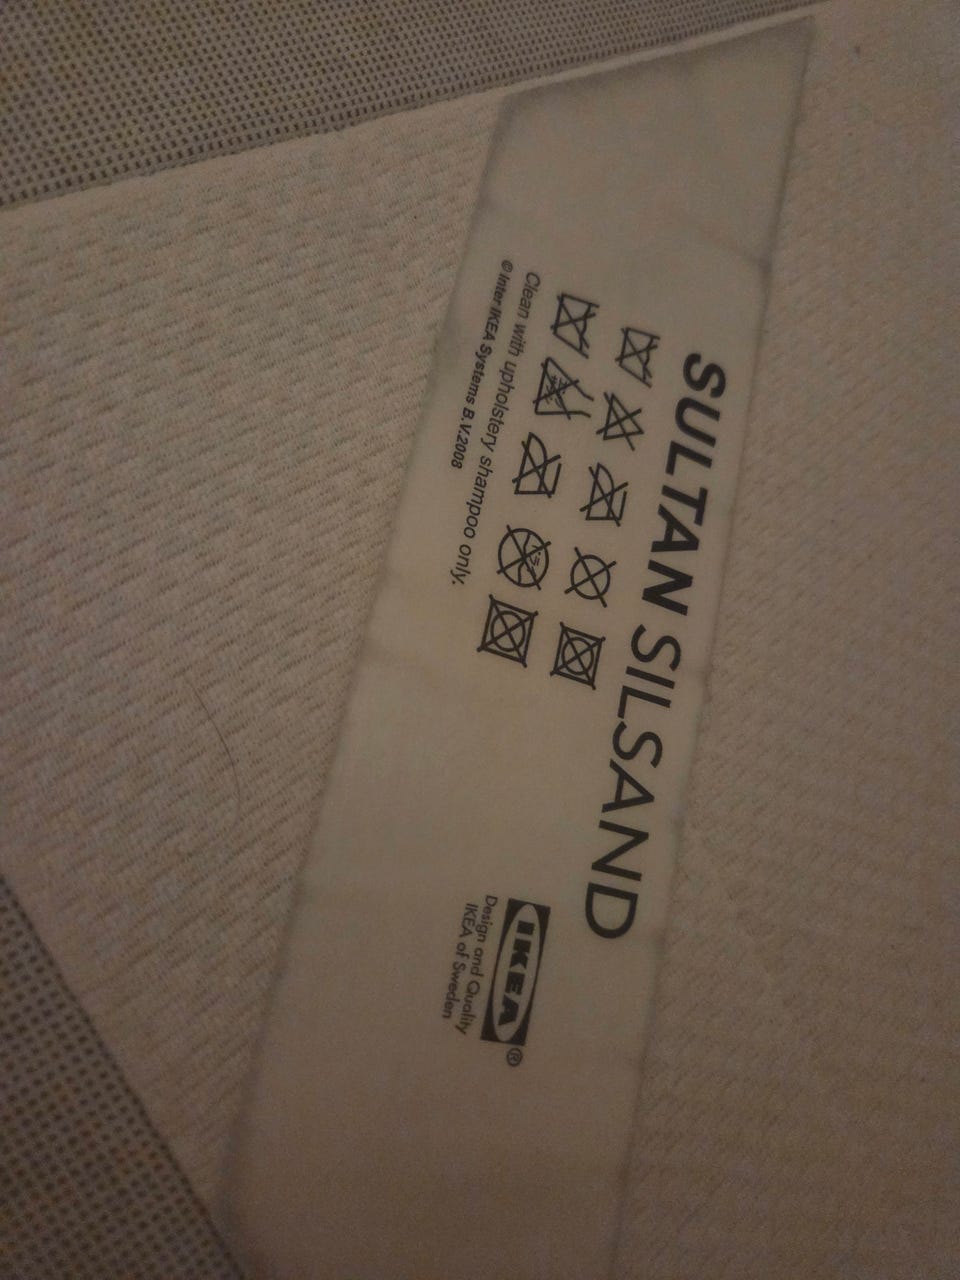 SULTAN SILSAND
Clean with upholstery shampoo only.
© Inter IKEA Systems B.V.2008
IKEA®
Design and Quality
IKEA of Sweden